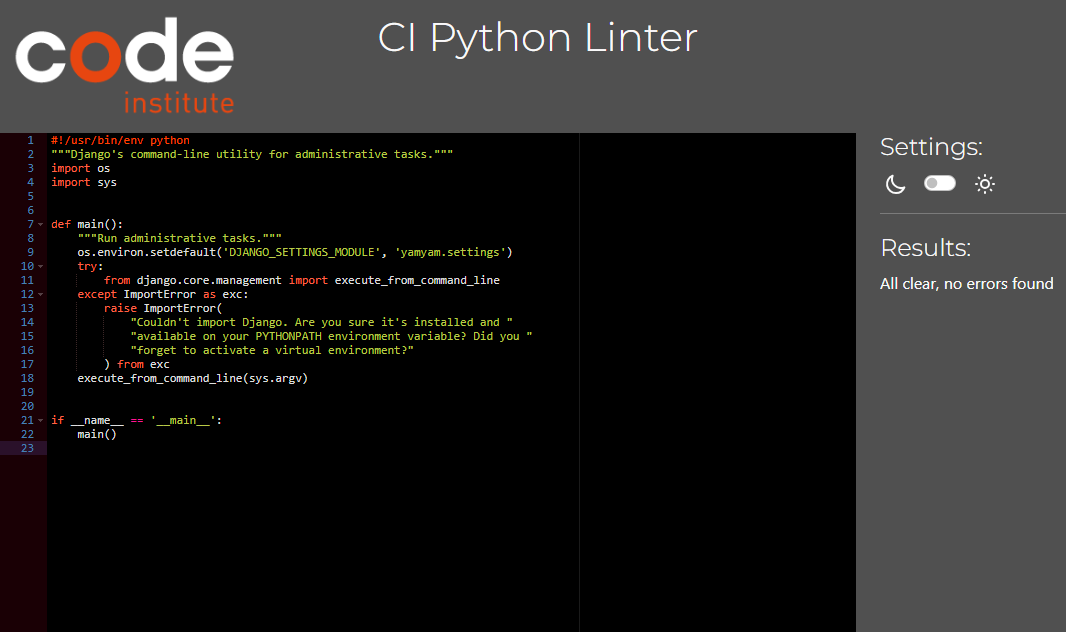 code
institute
CI Python Linter
1 #!/usr/bin/env python
2 """Django's command-line utility for administrative tasks."""
3 import os
4 import sys
5
6
7 def main():
8     """Run administrative tasks."""
9     os.environ.setdefault('DJANGO_SETTINGS_MODULE', 'yamyam.settings')
10     try:
11         from django.core.management import execute_from_command_line
12     except ImportError as exc:
13         raise ImportError(
14             "Couldn't import Django. Are you sure it's installed and "
15             "available on your PYTHONPATH environment variable? Did you "
16             "forget to activate a virtual environment?"
17         ) from exc
18     execute_from_command_line(sys.argv)
19
20
21 if __name__ == '__main__':
22     main()
23
Settings:
Results:
All clear, no errors found